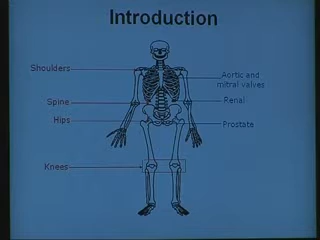 Introduction
Shoulders
Aortic and
mitral valves
Spine
Renal
Hips
Prostate
Knees